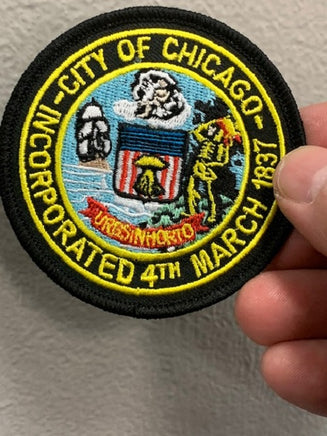 -CITY OF CHICAGO-
INCORPORATED 4TH MARCH 1837
URBSINHORTO